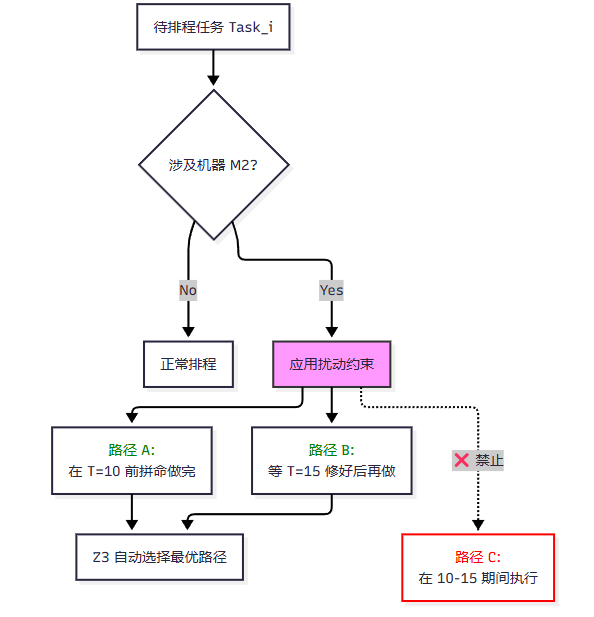 待排程任务 Task_i
涉及机器 M2?
No
Yes
正常排程
应用扰动约束
路径 A:
在 T=10 前拼命做完
路径 B:
等 T=15 修好后再做
❌ 禁止
Z3 自动选择最优路径
路径 C:
在 10-15 期间执行